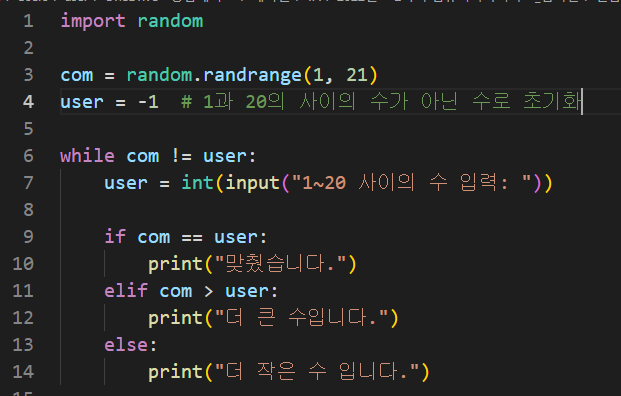 1 import random
2
3 com = random.randrange(1, 21)
4 user = -1  # 1과 20의 사이의 수가 아닌 수로 초기화
5
6 while com != user:
7     user = int(input("1~20 사이의 수 입력: "))
8
9     if com == user:
10         print("맞췄습니다.")
11     elif com > user:
12         print("더 큰 수입니다.")
13     else:
14         print("더 작은 수 입니다.")